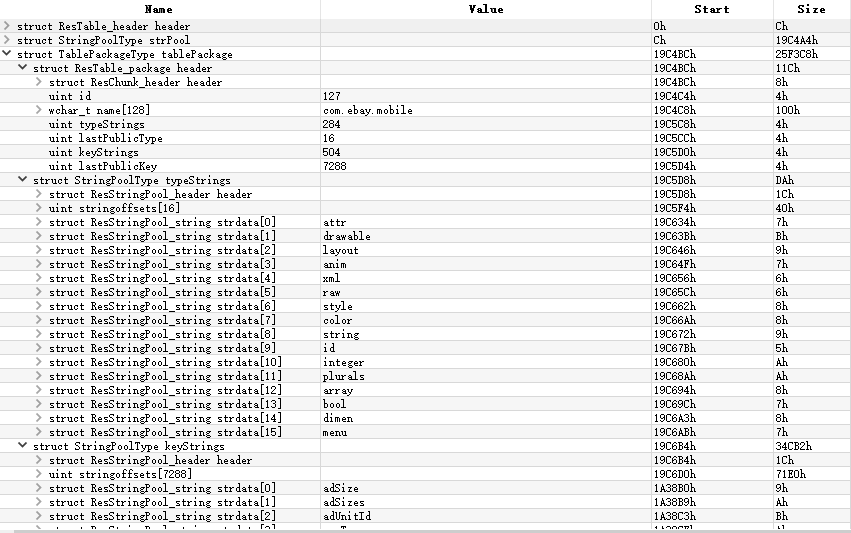 Name Value Start Size
struct ResTable_header header 0h Ch
struct StringPoolType strPool Ch 19C4A4h
struct TablePackageType tablePackage 19C4BCh 25F3C8h
struct ResTable_package header 19C4BCh 11Ch
struct ResChunk_header header 19C4BCh 8h
uint id 127 19C4C4h 4h
wchar_t name[128] com.ebay.mobile 19C4C8h 100h
uint typeStrings 284 19C5C8h 4h
uint lastPublicType 16 19C5CCh 4h
uint keyStrings 504 19C5D0h 4h
uint lastPublicKey 7288 19C5D4h 4h
struct StringPoolType typeStrings 19C5D8h DAh
struct ResStringPool_header header 19C5D8h 1Ch
uint stringoffsets[16] 19C5F4h 40h
struct ResStringPool_string strdata[0] attr 19C634h 7h
struct ResStringPool_string strdata[1] drawable 19C63Bh Bh
struct ResStringPool_string strdata[2] layout 19C646h 9h
struct ResStringPool_string strdata[3] anim 19C64Fh 7h
struct ResStringPool_string strdata[4] xml 19C656h 6h
struct ResStringPool_string strdata[5] raw 19C65Ch 6h
struct ResStringPool_string strdata[6] style 19C662h 8h
struct ResStringPool_string strdata[7] color 19C66Ah 8h
struct ResStringPool_string strdata[8] string 19C672h 9h
struct ResStringPool_string strdata[9] id 19C67Bh 5h
struct ResStringPool_string strdata[10] integer 19C680h Ah
struct ResStringPool_string strdata[11] plurals 19C68Ah Ah
struct ResStringPool_string strdata[12] array 19C694h 8h
struct ResStringPool_string strdata[13] bool 19C69Ch 7h
struct ResStringPool_string strdata[14] dimen 19C6A3h 8h
struct ResStringPool_string strdata[15] menu 19C6ABh 7h
struct StringPoolType keyStrings 19C6B4h 34CB2h
struct ResStringPool_header header 19C6B4h 1Ch
uint stringoffsets[7288] 19C6D0h 71E0h
struct ResStringPool_string strdata[0] adSize 1A38B0h 9h
struct ResStringPool_string strdata[1] adSizes 1A38B9h Ah
struct ResStringPool_string strdata[2] adUnitId 1A38C3h Bh